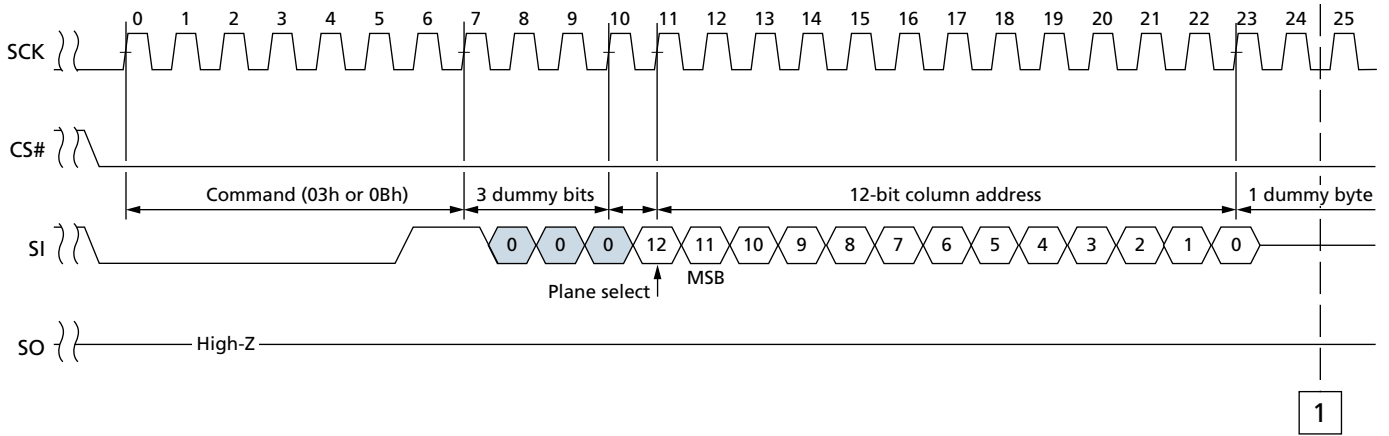 0 1 2 3 4 5 6 7 8 9 10 11 12 13 14 15 16 17 18 19 20 21 22 23 24 25
SCK
CS#
Command (03h or 0Bh) 3 dummy bits 12-bit column address 1 dummy byte
SI 0 0 0 12 11 10 9 8 7 6 5 4 3 2 1 0
MSB
Plane select
SO High-Z
1